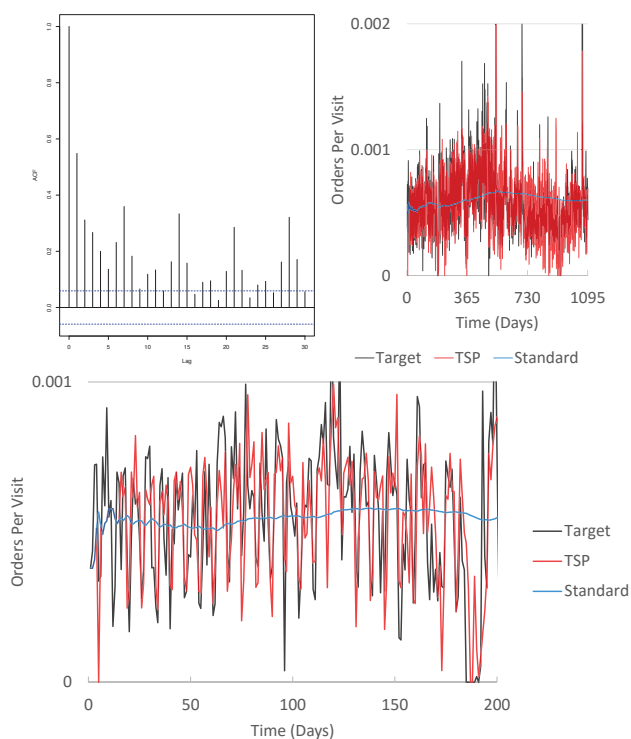 1.0
0.8
0.6
0.4
0.2
0.0
ACF
0 5 10 15 20 25 30
Lag
0.002
0.001
0
Orders Per Visit
0 365 730 1095
Time (Days)
Target TSP Standard
0.001
0
Orders Per Visit
0 50 100 150 200
Time (Days)
Target
TSP
Standard